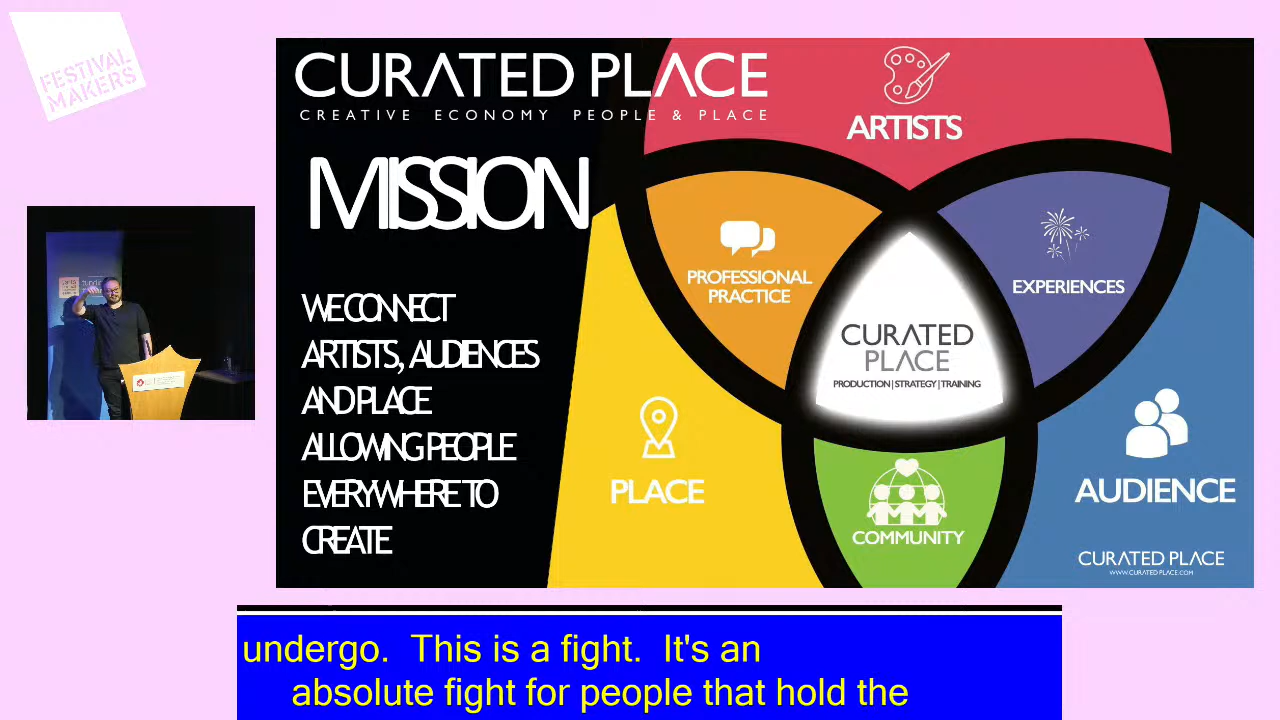 FESTIVAL
MAKERS
CURATED PLACE
CREATIVE ECONOMY PEOPLE & PLACE
MISSION
WE CONNECT
ARTISTS, AUDIENCES
AND PLACE
ALLOWING PEOPLE
EVERYWHERE TO
CREATE
ARTISTS
PROFESSIONAL
PRACTICE
EXPERIENCES
CURATED
PLACE
PRODUCTION | STRATEGY | TRAINING
PLACE
AUDIENCE
COMMUNITY
CURATED PLACE
WWW.CURATEDPLACE.COM
undergo. This is a fight. It's an
absolute fight for people that hold the